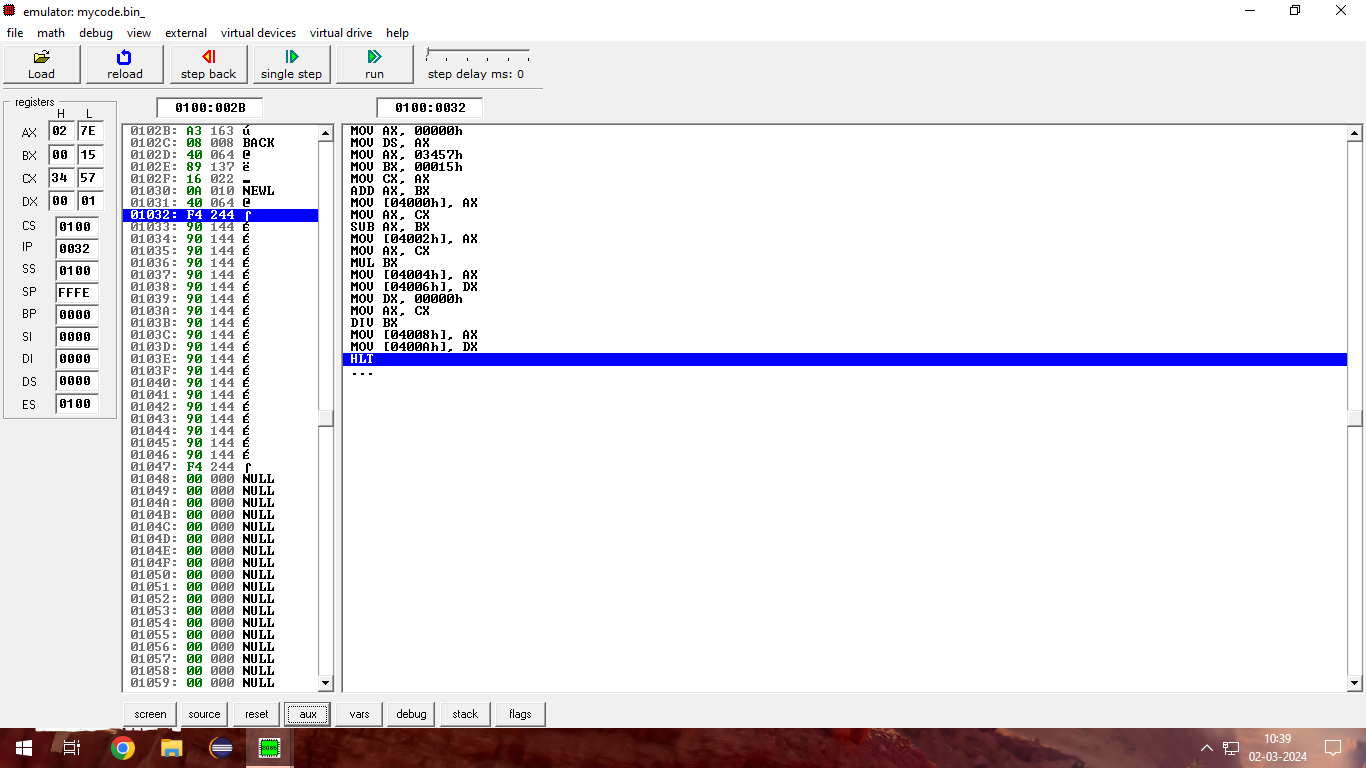 emulator: mycode.bin_
file math debug view external virtual devices virtual drive help
Load reload step back single step run step delay ms: 0
registers
H L
AX 02 7E
BX 00 15
CX 34 57
DX 00 01
CS 0100
IP 0032
SS 0100
SP FFFE
BP 0000
SI 0000
DI 0000
DS 0000
ES 0100
0100:002B
0102B: A3 163 ú
0102C: 08 008 BACK
0102D: 40 064 @
0102E: 89 137 ë
0102F: 16 022 ▬
01030: 0A 010 NEWL
01031: 40 064 @
01032: F4 244 ⌠
01033: 90 144 É
01034: 90 144 É
01035: 90 144 É
01036: 90 144 É
01037: 90 144 É
01038: 90 144 É
01039: 90 144 É
0103A: 90 144 É
0103B: 90 144 É
0103C: 90 144 É
0103D: 90 144 É
0103E: 90 144 É
0103F: 90 144 É
01040: 90 144 É
01041: 90 144 É
01042: 90 144 É
01043: 90 144 É
01044: 90 144 É
01045: 90 144 É
01046: 90 144 É
01047: F4 244 ⌠
01048: 00 000 NULL
01049: 00 000 NULL
0104A: 00 000 NULL
0104B: 00 000 NULL
0104C: 00 000 NULL
0104D: 00 000 NULL
0104E: 00 000 NULL
0104F: 00 000 NULL
01050: 00 000 NULL
01051: 00 000 NULL
01052: 00 000 NULL
01053: 00 000 NULL
01054: 00 000 NULL
01055: 00 000 NULL
01056: 00 000 NULL
01057: 00 000 NULL
01058: 00 000 NULL
01059: 00 000 NULL
0100:0032
MOV AX, 00000h
MOV DS, AX
MOV AX, 03457h
MOV BX, 00015h
MOV CX, AX
ADD AX, BX
MOV [04000h], AX
MOV AX, CX
SUB AX, BX
MOV [04002h], AX
MOV AX, CX
MUL BX
MOV [04004h], AX
MOV [04006h], DX
MOV DX, 00000h
MOV AX, CX
DIV BX
MOV [04008h], AX
MOV [0400Ah], DX
HLT
...
screen source reset aux vars debug stack flags
8086
10:39
02-03-2024